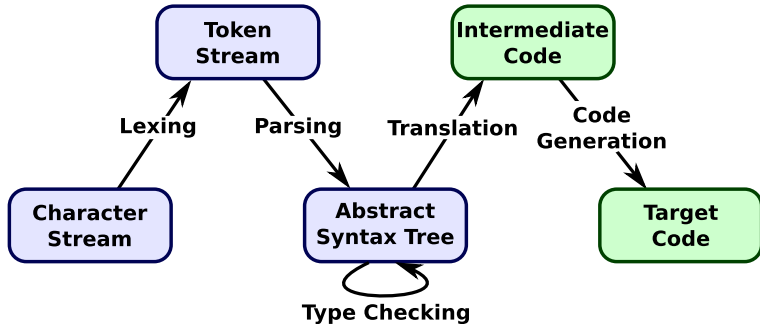 Token
Stream
Intermediate
Code
Lexing
Parsing
Translation
Code
Generation
Character
Stream
Abstract
Syntax Tree
Target
Code
Type Checking